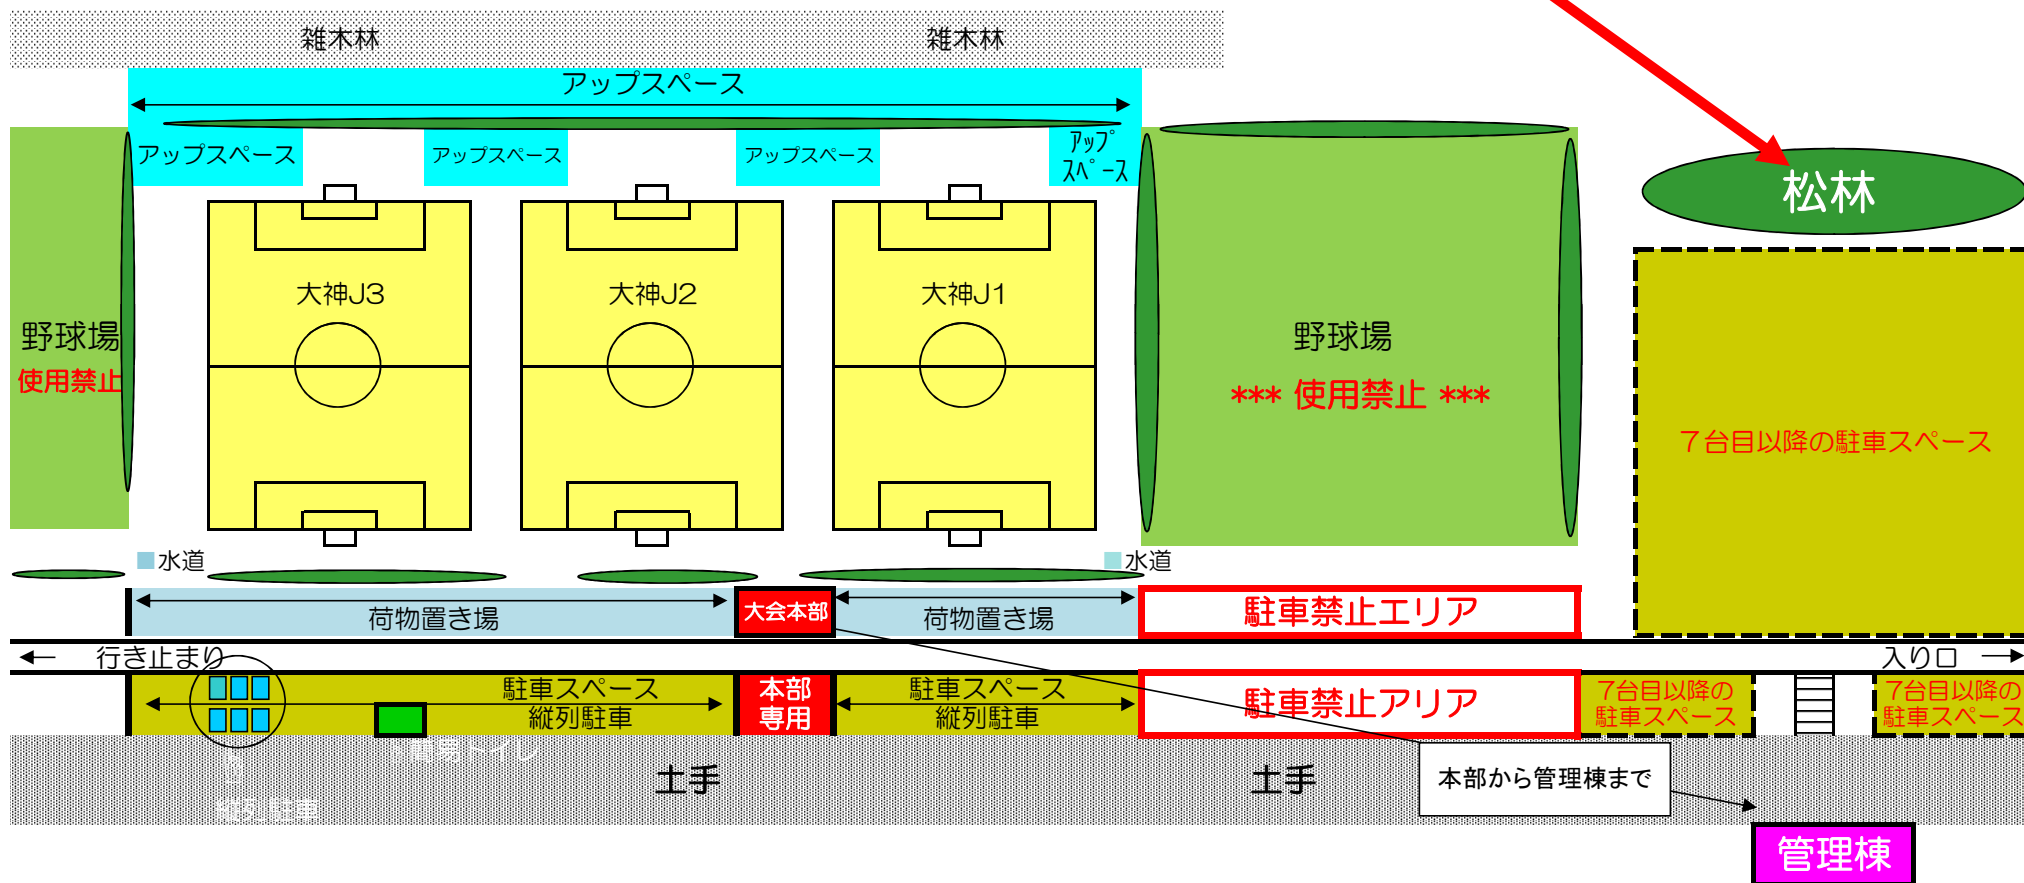 雑木林
雑木林
アップスペース
アップスペース
アップスペース
アップスペース
アップ
スペース
松林
大神J3
大神J2
大神J1
野球場
使用禁止
野球場
*** 使用禁止 ***
7台目以降の駐車スペース
水道
水道
荷物置き場
大会本部
荷物置き場
駐車禁止エリア
行き止まり
入り口
駐車スペース
縦列駐車
本部
専用
駐車スペース
縦列駐車
駐車禁止アリア
7台目以降の
駐車スペース
7台目以降の
駐車スペース
簡易トイレ
縦列駐車
土手
土手
本部から管理棟まで
管理棟